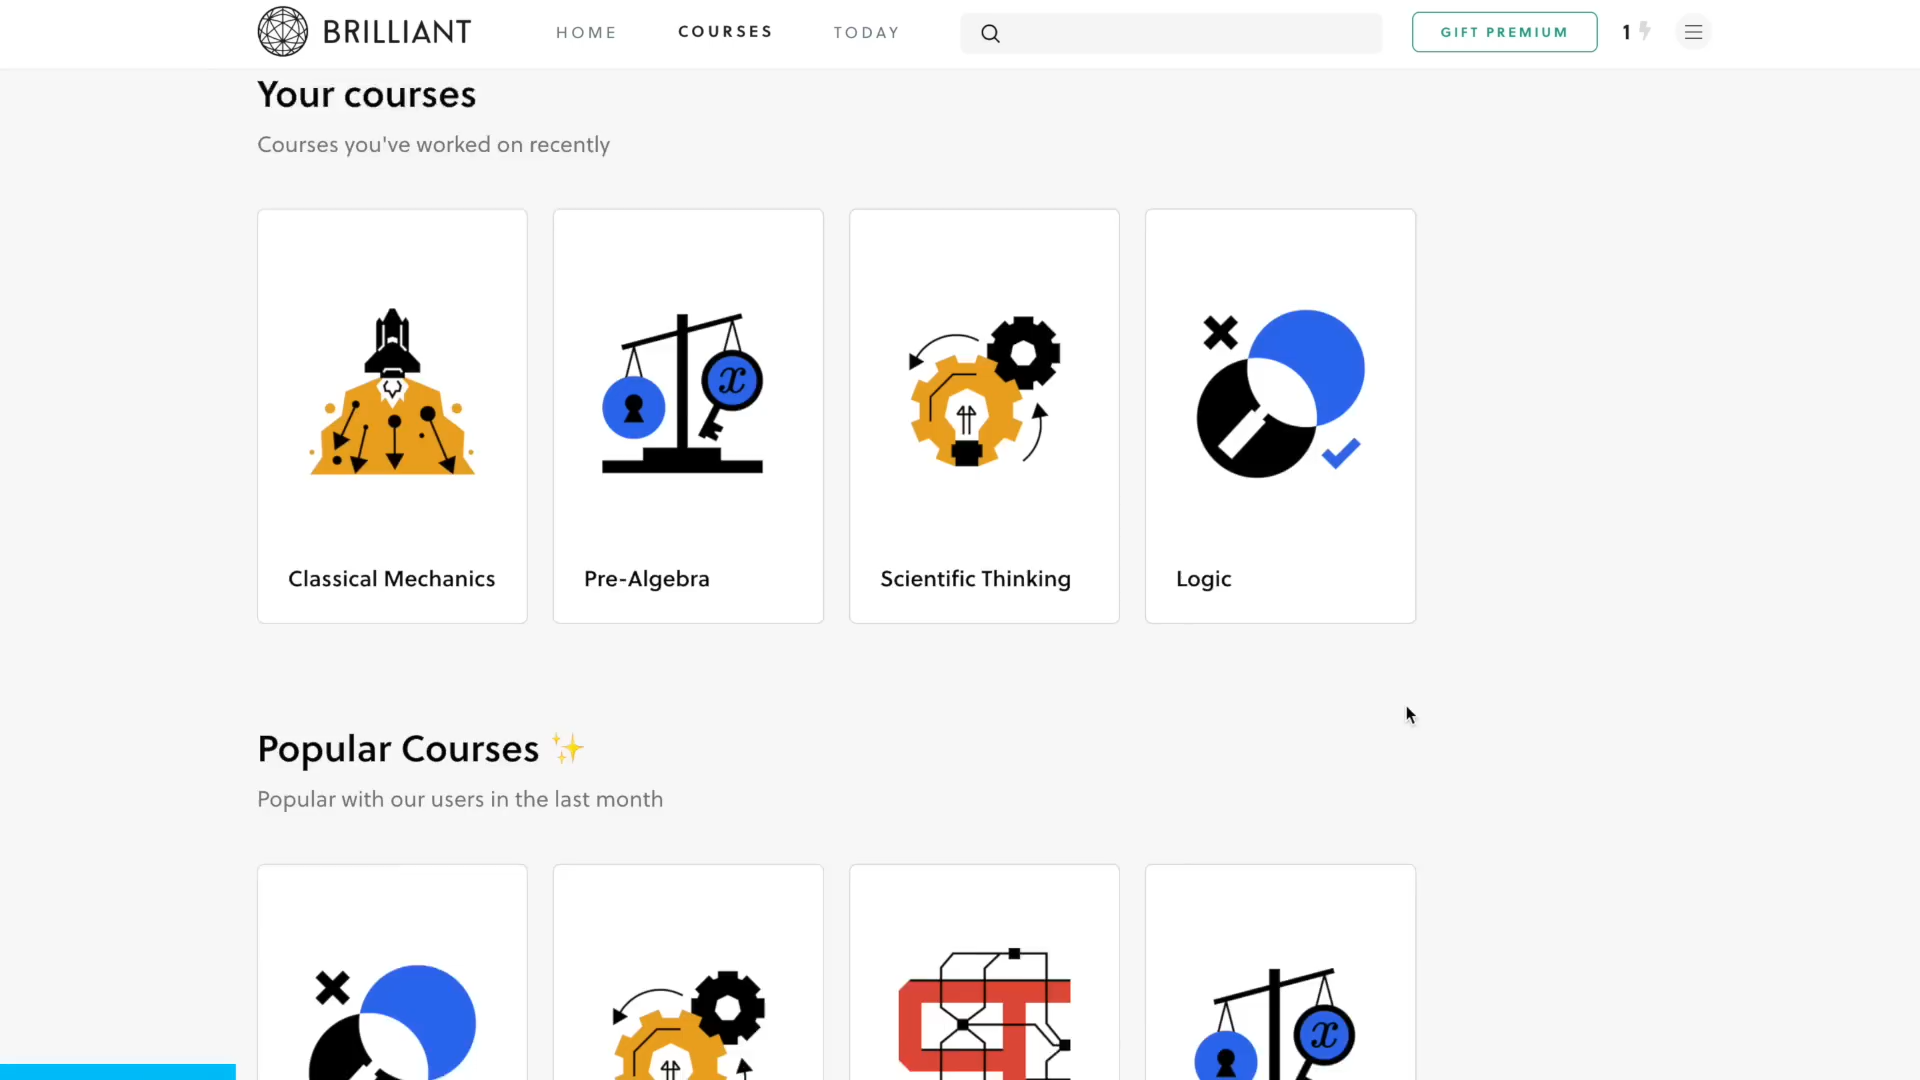 BRILLIANT
HOME
COURSES
TODAY
GIFT PREMIUM
1
Your courses
Courses you've worked on recently
x
Classical Mechanics
Pre-Algebra
Scientific Thinking
Logic
Popular Courses ✨
Popular with our users in the last month
x